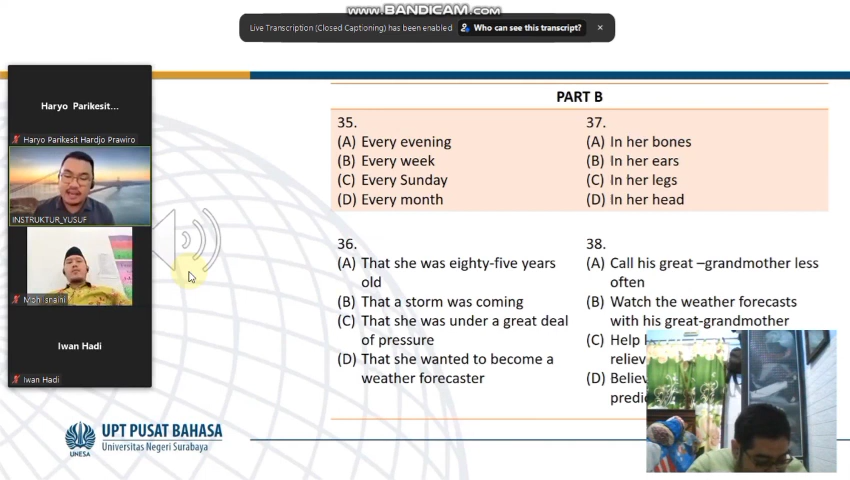 www.BANDICAM.com
Live Transcription (Closed Captioning) has been enabled
Who can see this transcript?
Haryo Parikesit...
Haryo Parikesit Hardjo Prawiro
INSTRUKTUR_YUSUF
Moh Isnaini
Iwan Hadi
Iwan Hadi
PART B
35.
(A) Every evening
(B) Every week
(C) Every Sunday
(D) Every month
37.
(A) In her bones
(B) In her ears
(C) In her legs
(D) In her head
36.
(A) That she was eighty-five years
old
(B) That a storm was coming
(C) That she was under a great deal
of pressure
(D) That she wanted to become a
weather forecaster
38.
(A) Call his great –grandmother less
often
(B) Watch the weather forecasts
with his great-grandmother
(C) Help
(D)
UNESA
UPT PUSAT BAHASA
Universitas Negeri Surabaya